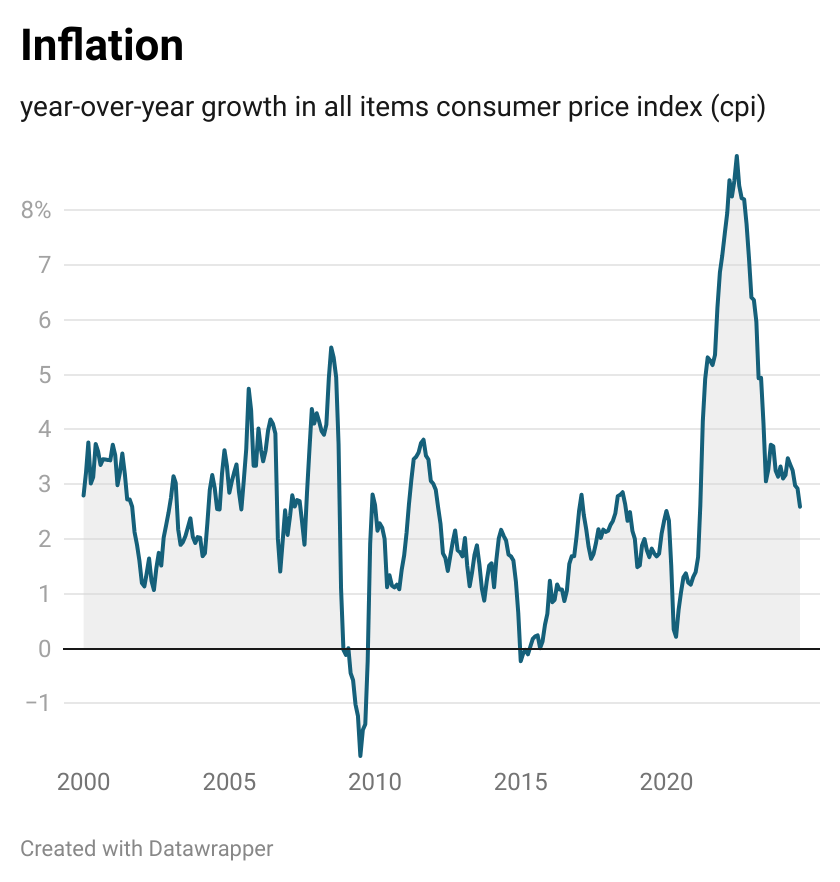 Inflation
year-over-year growth in all items consumer price index (cpi)
8%
7
6
5
4
3
2
1
0
−1
2000 2005 2010 2015 2020
Created with Datawrapper